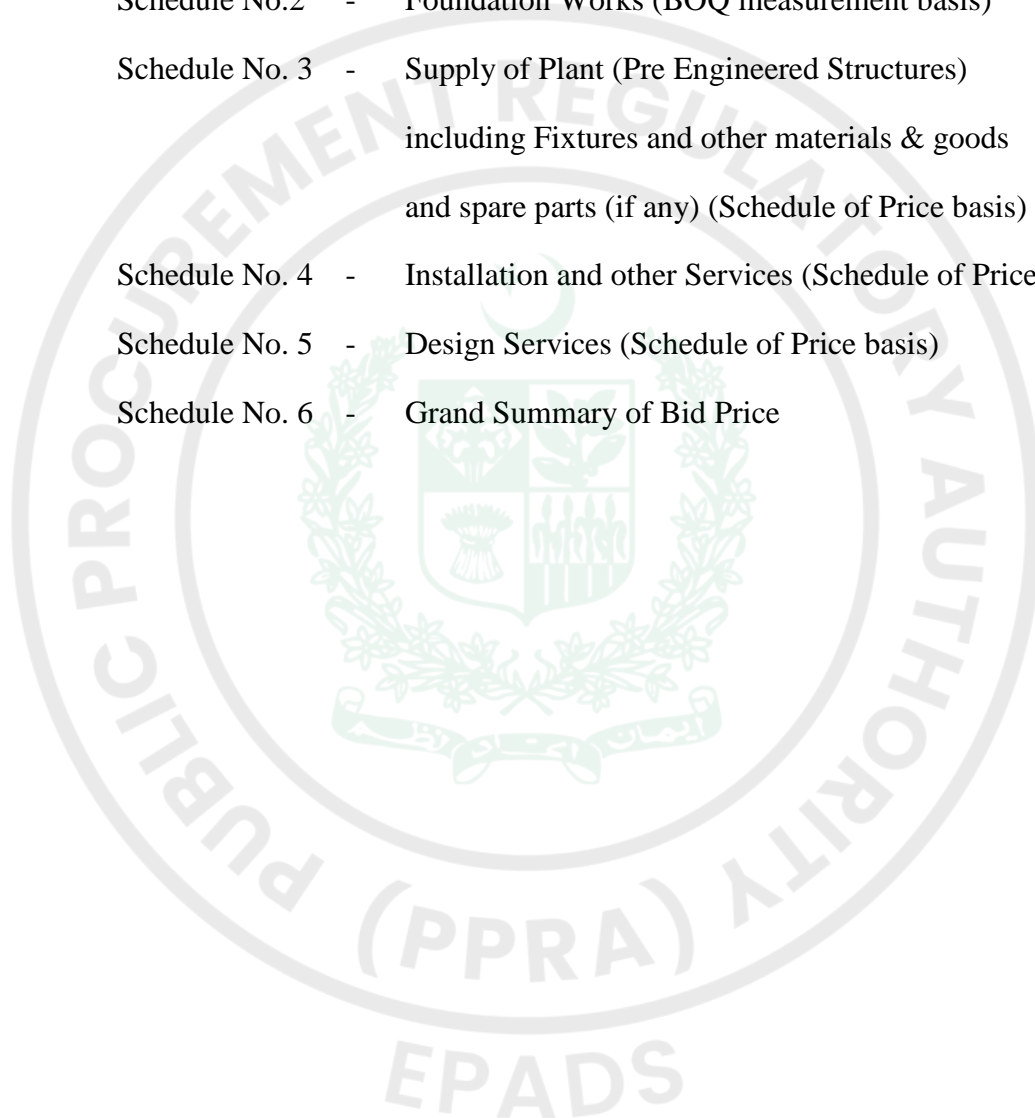 Schedule No.2 - Foundation Works (BOQ measurement basis)
Schedule No. 3 - Supply of Plant (Pre Engineered Structures)
including Fixtures and other materials & goods
and spare parts (if any) (Schedule of Price basis)
Schedule No. 4 - Installation and other Services (Schedule of Price
Schedule No. 5 - Design Services (Schedule of Price basis)
Schedule No. 6 - Grand Summary of Bid Price
PUBLIC PROCUREMENT REGULATORY AUTHORITY
(PPRA)
EPADS